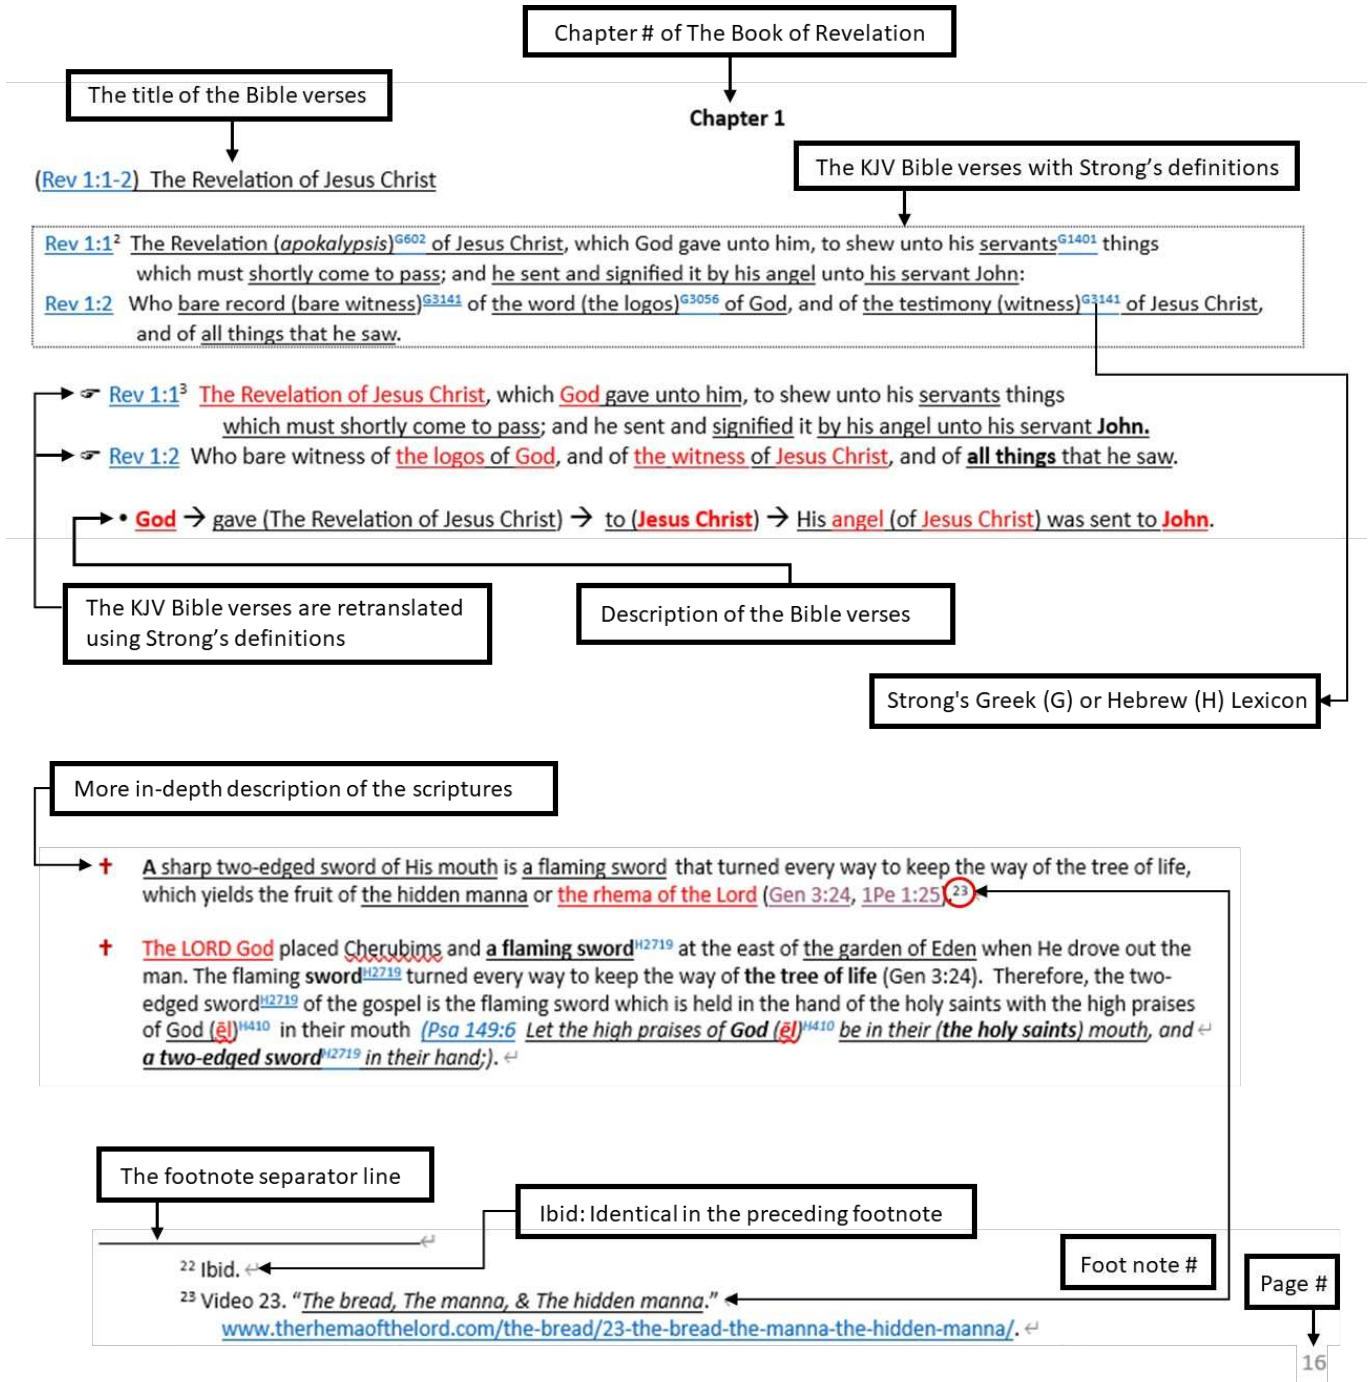 Chapter # of The Book of Revelation
The title of the Bible verses
Chapter 1
The KJV Bible verses with Strong's definitions
(Rev 1:1-2)  The Revelation of Jesus Christ
Rev 1:1² The Revelation (apokalypsis)G602 of Jesus Christ, which God gave unto him, to shew unto his servantsG1401 things
which must shortly come to pass; and he sent and signified it by his angel unto his servant John:
Rev 1:2 Who bare record (bare witness)G3141 of the word (the logos)G3056 of God, and of the testimony (witness)G3141 of Jesus Christ,
and of all things that he saw.
☞ Rev 1:1³ The Revelation of Jesus Christ, which God gave unto him, to shew unto his servants things
which must shortly come to pass; and he sent and signified it by his angel unto his servant John.
☞ Rev 1:2 Who bare witness of the logos of God, and of the witness of Jesus Christ, and of all things that he saw.
• God → gave (The Revelation of Jesus Christ) → to (Jesus Christ) → His angel (of Jesus Christ) was sent to John.
The KJV Bible verses are retranslated
using Strong's definitions
Description of the Bible verses
Strong's Greek (G) or Hebrew (H) Lexicon
More in-depth description of the scriptures
✝ A sharp two-edged sword of His mouth is a flaming sword that turned every way to keep the way of the tree of life,
which yields the fruit of the hidden manna or the rhema of the Lord (Gen 3:24, 1Pe 1:25).23
✝ The LORD God placed Cherubims and a flaming swordH2719 at the east of the garden of Eden when He drove out the
man. The flaming swordH2719 turned every way to keep the way of the tree of life (Gen 3:24). Therefore, the two-
edged swordH2719 of the gospel is the flaming sword which is held in the hand of the holy saints with the high praises
of God (ēl)H410 in their mouth (Psa 149:6 Let the high praises of God (ēl)H410 be in their (the holy saints) mouth, and ↵
a two-edged swordH2719 in their hand;). ↵
The footnote separator line
Ibid: Identical in the preceding footnote
Foot note #
Page #
22 Ibid. ↵
23 Video 23. "The bread, The manna, & The hidden manna."
www.therhemaofthelord.com/the-bread/23-the-bread-the-manna-the-hidden-manna/. ↵
16